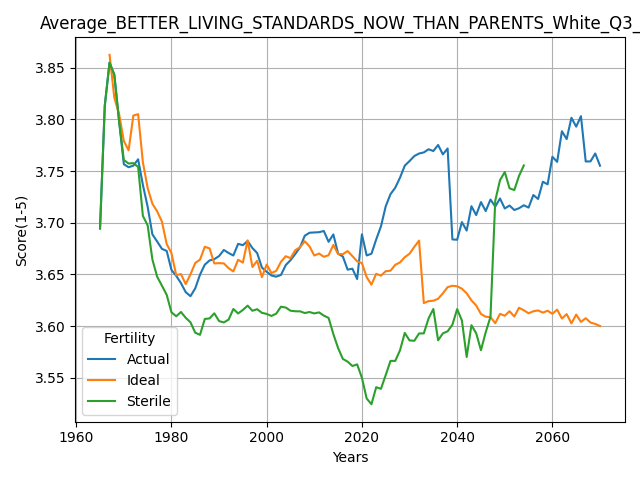 Average_BETTER_LIVING_STANDARDS_NOW_THAN_PARENTS_White_Q3_
3.85
3.80
3.75
3.70
3.65
3.60
3.55
Score(1-5)
Fertility
Actual
Ideal
Sterile
1960 1980 2000 2020 2040 2060
Years